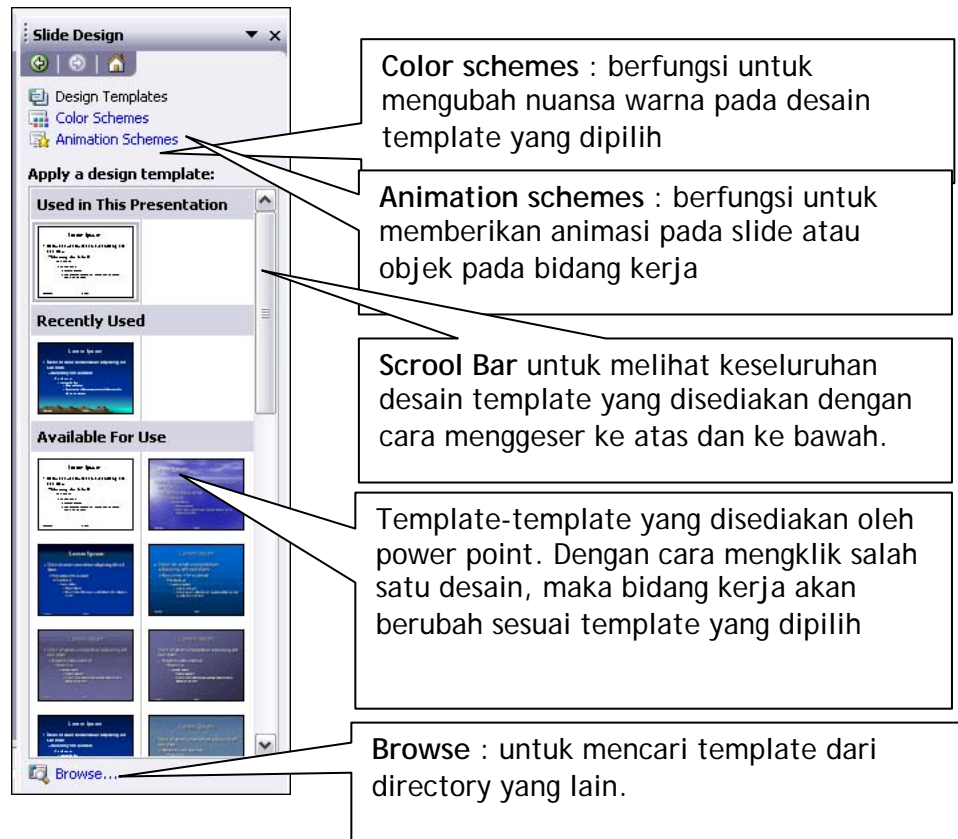 Slide Design
Design Templates
Color Schemes
Animation Schemes
Apply a design template:
Used in This Presentation
Recently Used
Available For Use
Browse...
Color schemes : berfungsi untuk
mengubah nuansa warna pada desain
template yang dipilih
Animation schemes : berfungsi untuk
memberikan animasi pada slide atau
objek pada bidang kerja
Scrool Bar untuk melihat keseluruhan
desain template yang disediakan dengan
cara menggeser ke atas dan ke bawah.
Template-template yang disediakan oleh
power point. Dengan cara mengklik salah
satu desain, maka bidang kerja akan
berubah sesuai template yang dipilih
Browse : untuk mencari template dari
directory yang lain.